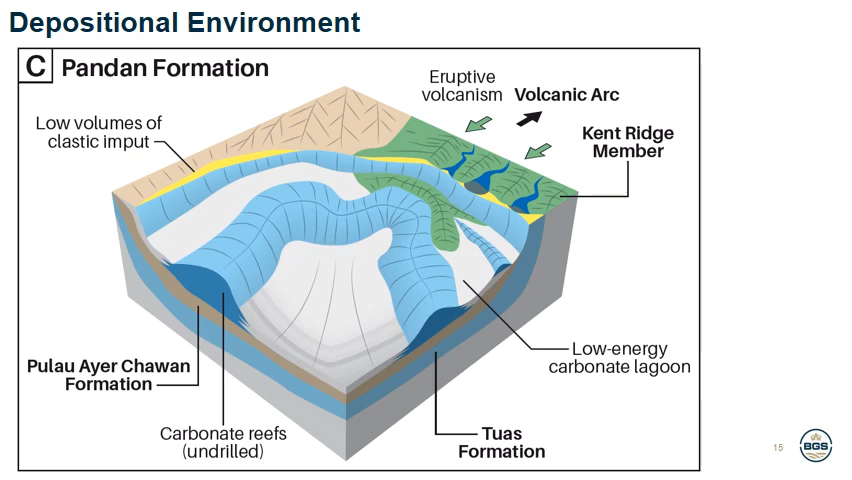 Depositional Environment
C Pandan Formation
Eruptive
volcanism
Volcanic Arc
Low volumes of
clastic imput
Kent Ridge
Member
Pulau Ayer Chawan
Formation
Low-energy
carbonate lagoon
Carbonate reefs
(undrilled)
Tuas
Formation
15
BGS